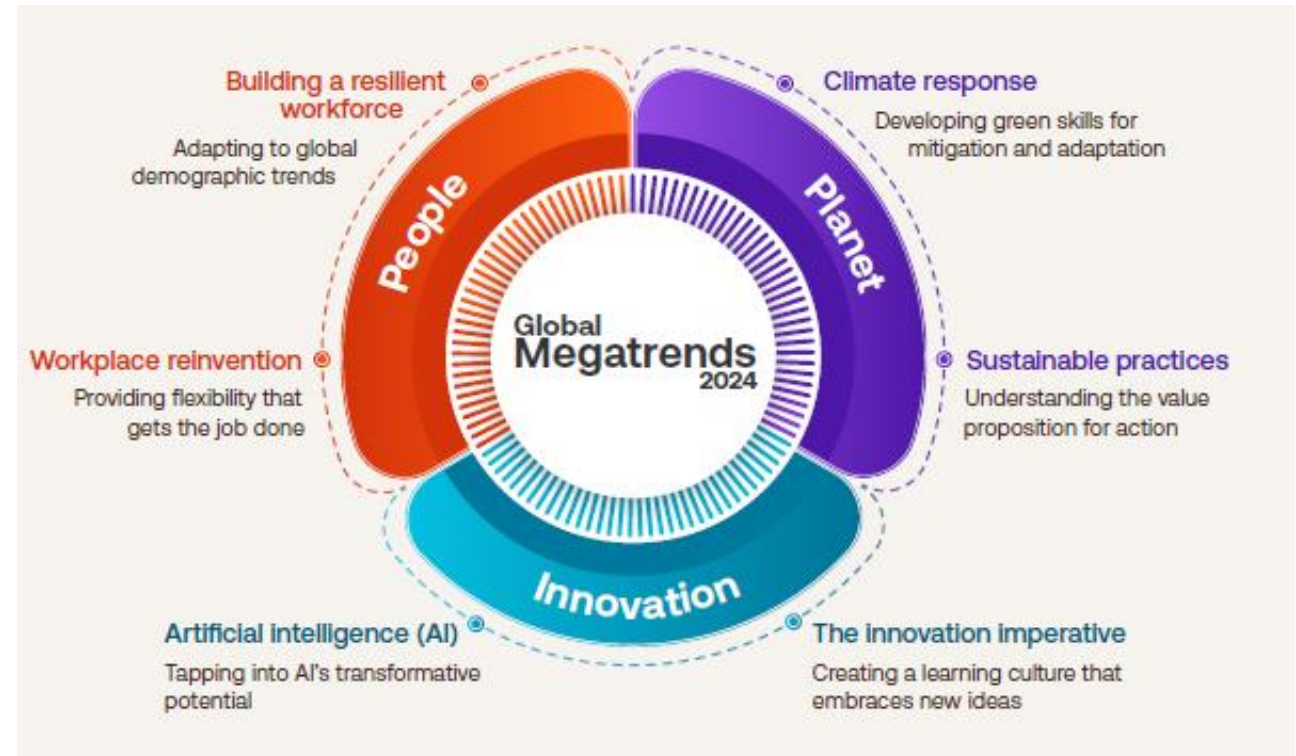 Building a resilient
workforce
Adapting to global
demographic trends
Climate response
Developing green skills for
mitigation and adaptation
People
Planet
Global
Megatrends
2024
Workplace reinvention
Providing flexibility that
gets the job done
Sustainable practices
Understanding the value
proposition for action
Innovation
Artificial intelligence (AI)
Tapping into AI's transformative
potential
The innovation imperative
Creating a learning culture that
embraces new ideas